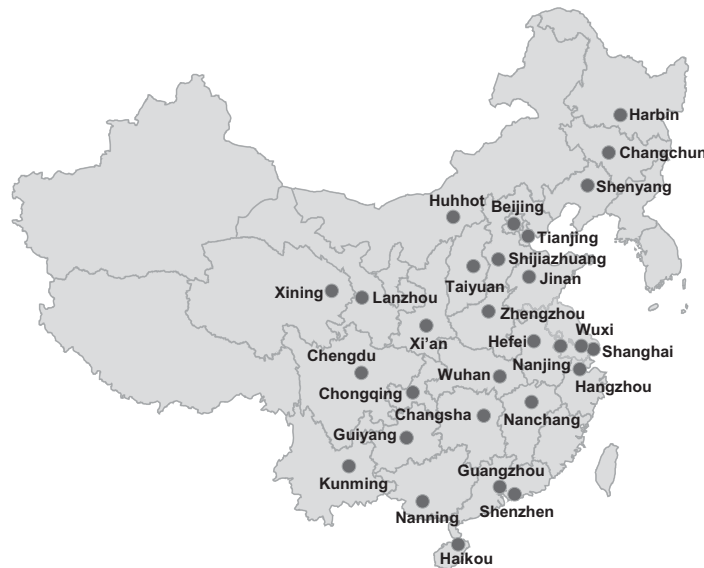 Harbin
Changchun
Shenyang
Huhhot
Beijing
Tianjing
Shijiazhuang
Taiyuan
Jinan
Xining
Lanzhou
Zhengzhou
Xi'an
Hefei
Wuxi
Shanghai
Nanjing
Hangzhou
Chengdu
Wuhan
Chongqing
Changsha
Nanchang
Guiyang
Kunming
Guangzhou
Shenzhen
Nanning
Haikou